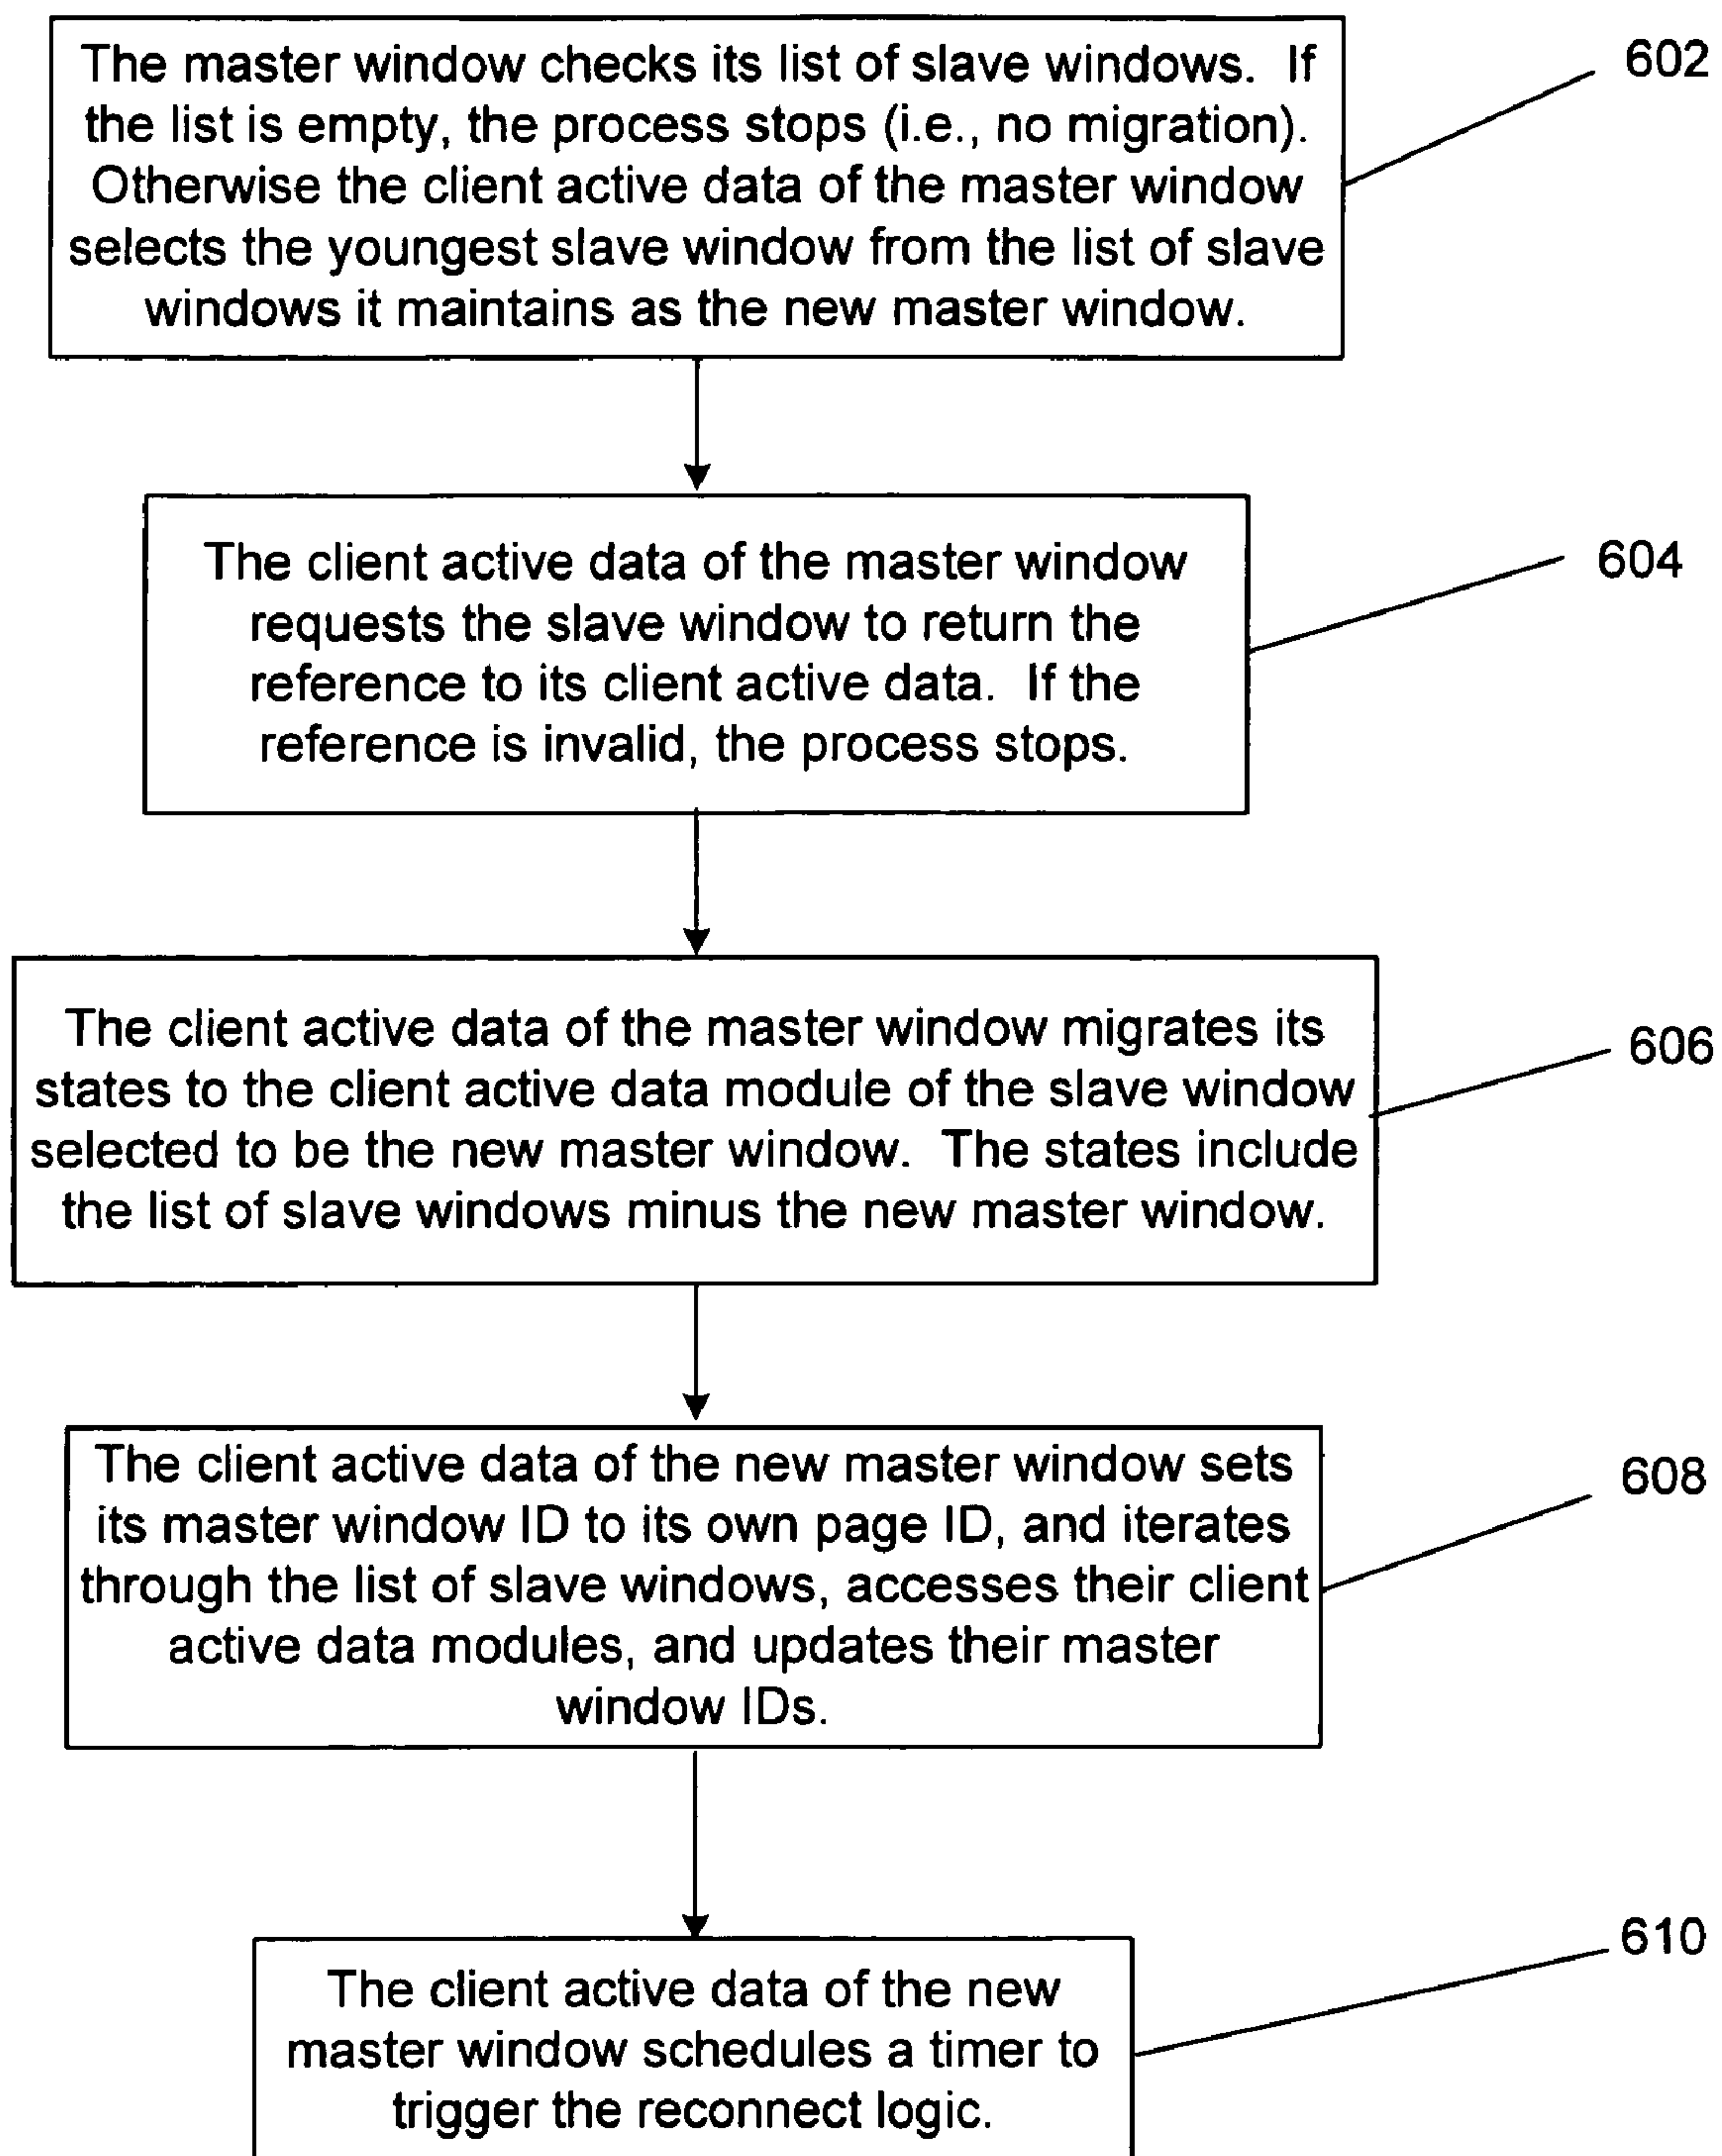 The master window checks its list of slave windows.  If
the list is empty, the process stops (i.e., no migration).
Otherwise the client active data of the master window
selects the youngest slave window from the list of slave
windows it maintains as the new master window.
602
The client active data of the master window
requests the slave window to return the
reference to its client active data.  If the
reference is invalid, the process stops.
604
The client active data of the master window migrates its
states to the client active data module of the slave window
selected to be the new master window.  The states include
the list of slave windows minus the new master window.
606
The client active data of the new master window sets
its master window ID to its own page ID, and iterates
through the list of slave windows, accesses their client
active data modules, and updates their master
window IDs.
608
The client active data of the new
master window schedules a timer to
trigger the reconnect logic.
610